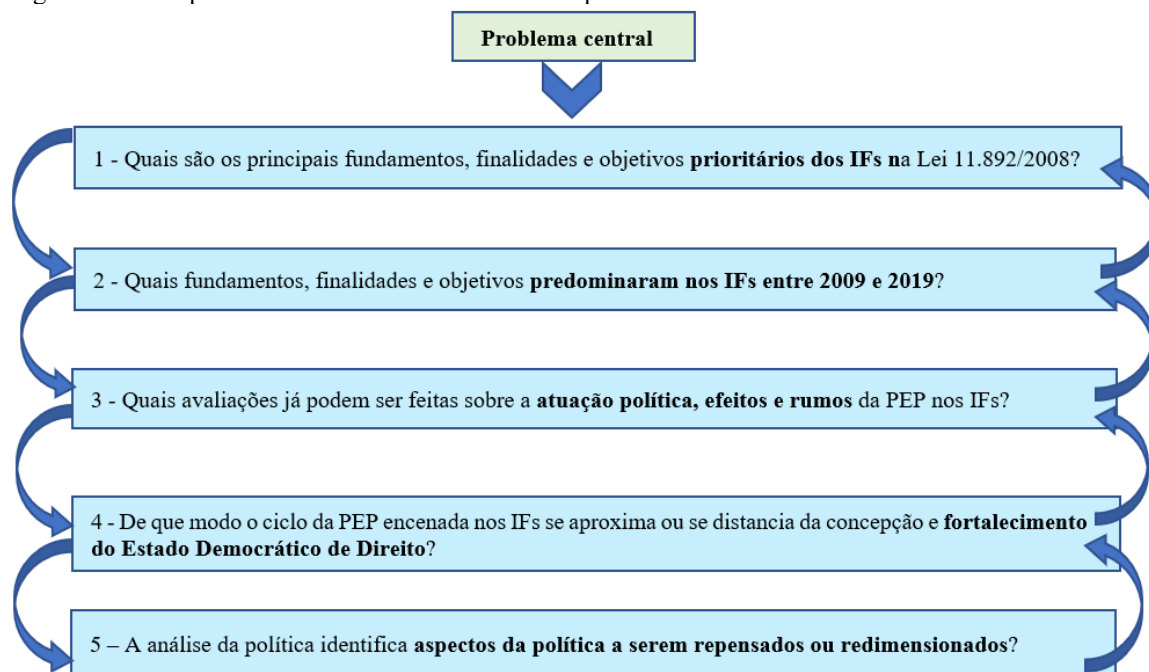 Problema central
1 - Quais são os principais fundamentos, finalidades e objetivos prioritários dos IFs na Lei 11.892/2008?
2 - Quais fundamentos, finalidades e objetivos predominaram nos IFs entre 2009 e 2019?
3 - Quais avaliações já podem ser feitas sobre a atuação política, efeitos e rumos da PEP nos IFs?
4 - De que modo o ciclo da PEP encenada nos IFs se aproxima ou se distancia da concepção e fortalecimento
do Estado Democrático de Direito?
5 – A análise da política identifica aspectos da política a serem repensados ou redimensionados?